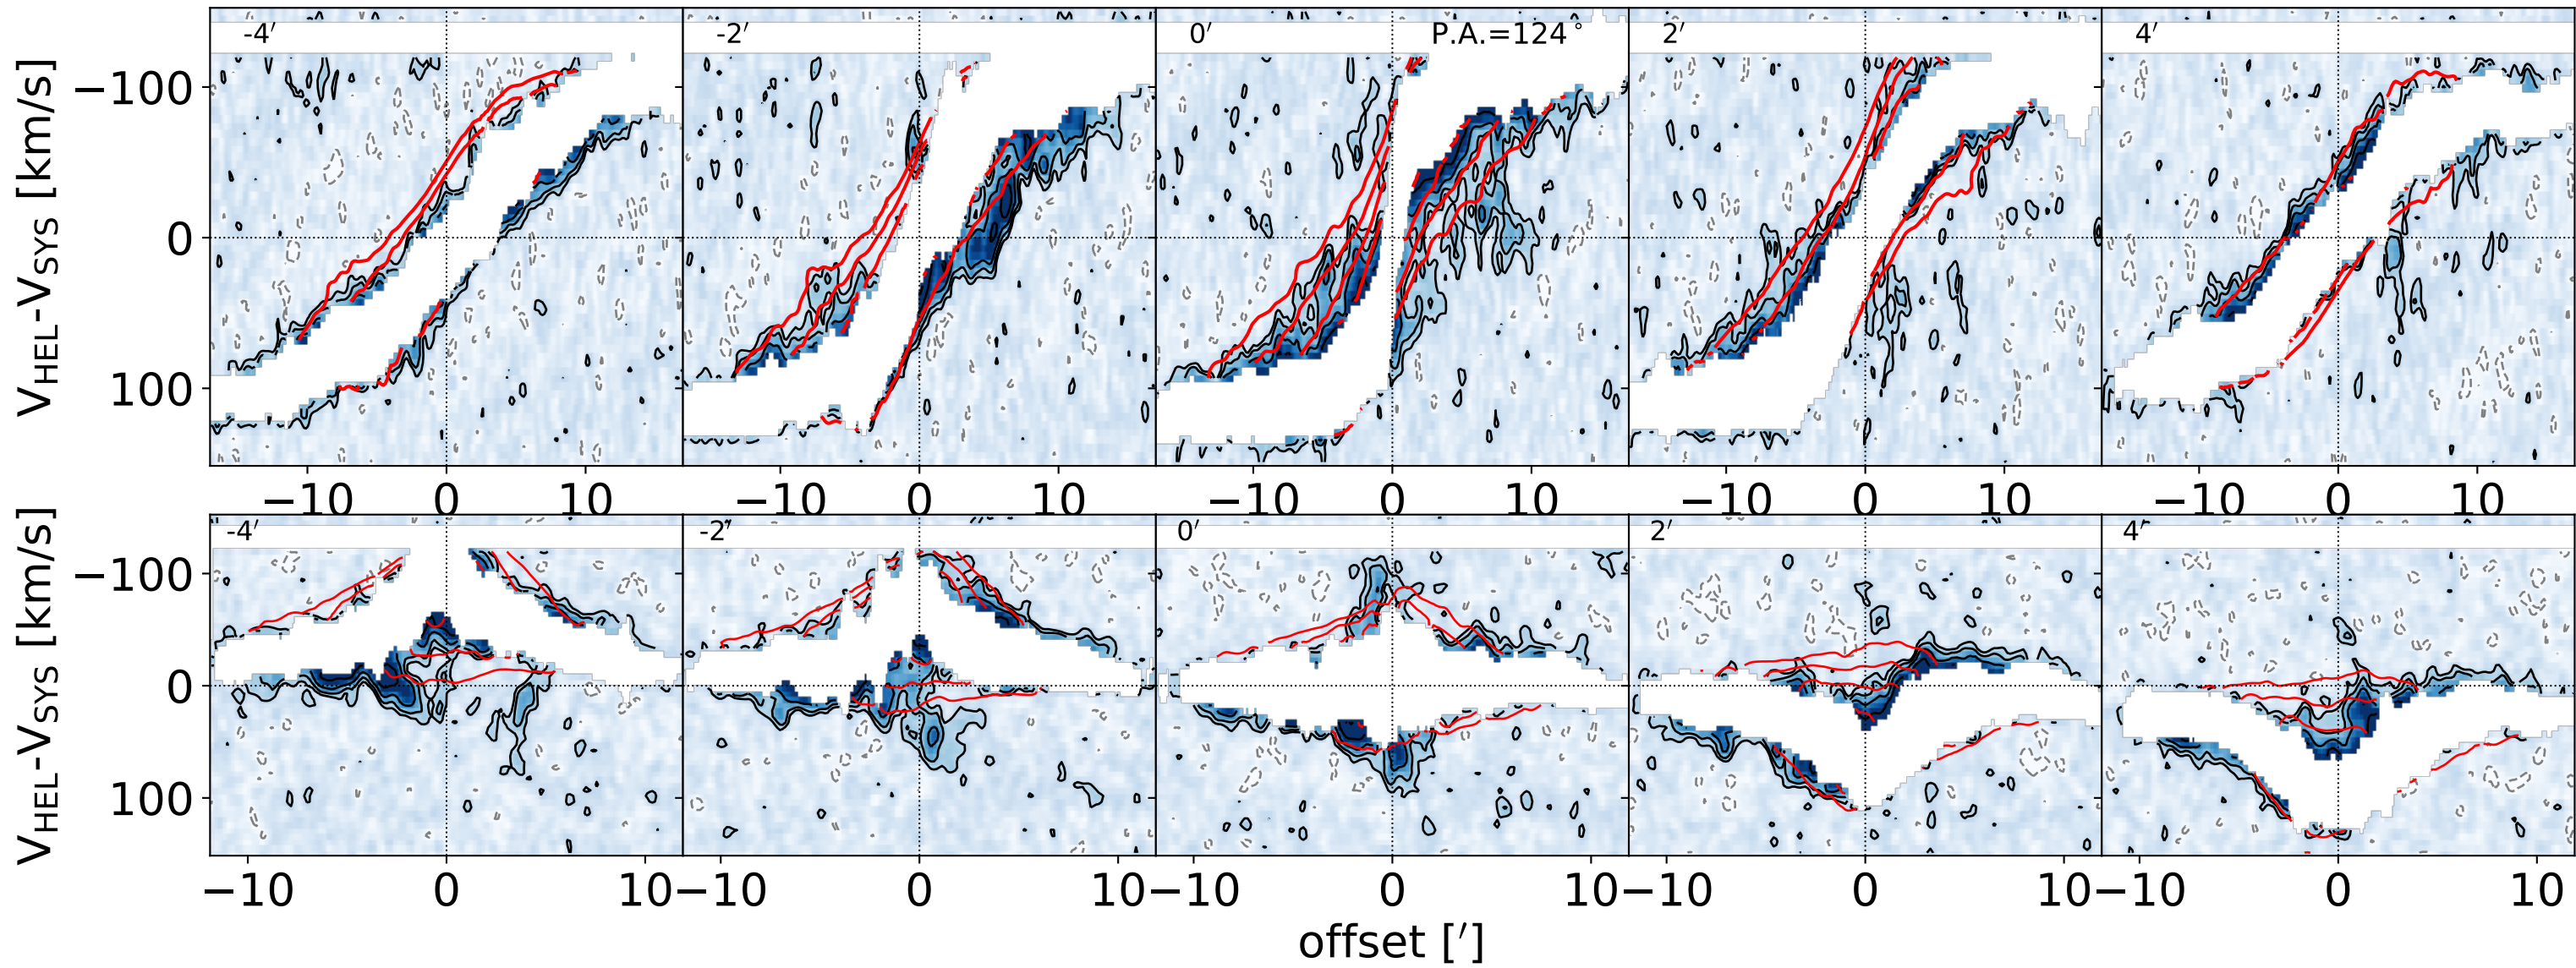 -4′ -2′ 0′ P.A.=124° 2′ 4′
V_HEL-V_SYS [km/s]
−100
0
100
−10 0 10 −10 0 10 −10 0 10 −10 0 10 −10 0 10
-4′ -2′ 0′ 2′ 4′
V_HEL-V_SYS [km/s]
−100
0
100
−10 0 10 −10 0 10 −10 0 10 −10 0 10 −10 0 10
offset [′]